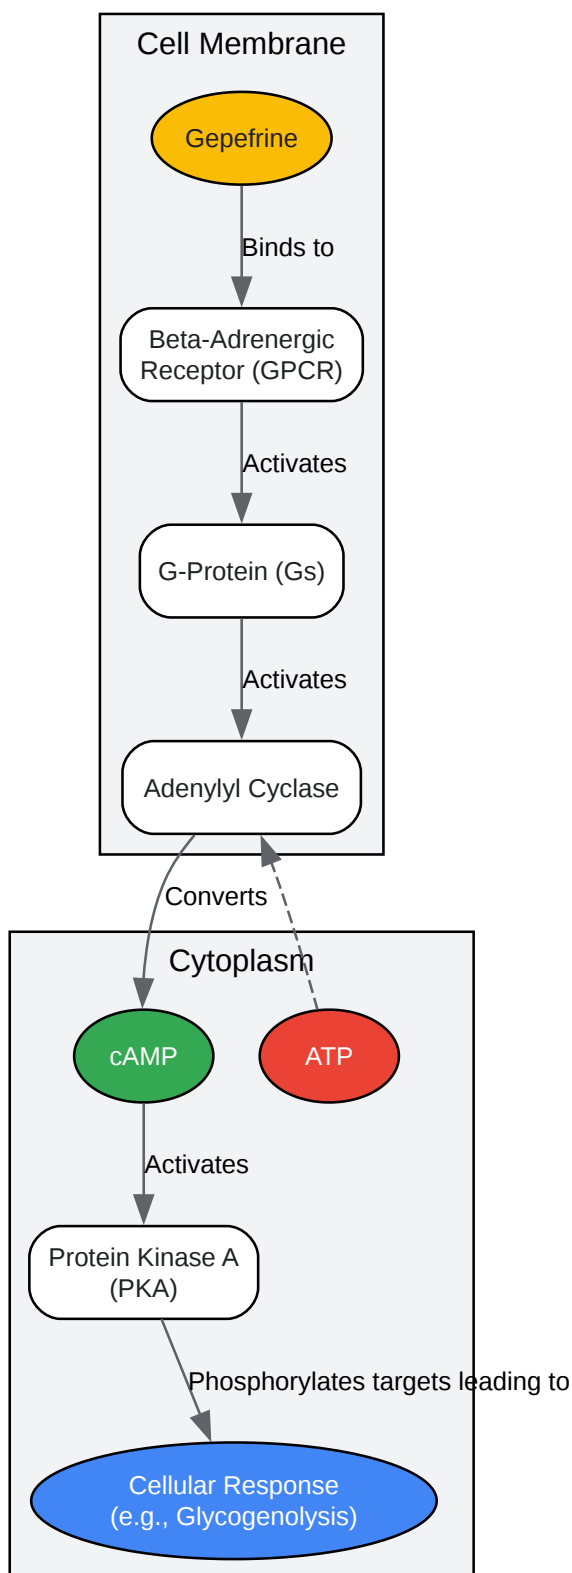 Cell Membrane
Gepefrine
Binds to
Beta-Adrenergic
Receptor (GPCR)
Activates
G-Protein (Gs)
Activates
Adenylyl Cyclase
Converts
Cytoplasm
cAMP
ATP
Activates
Protein Kinase A
(PKA)
Phosphorylates targets leading to
Cellular Response
(e.g., Glycogenolysis)